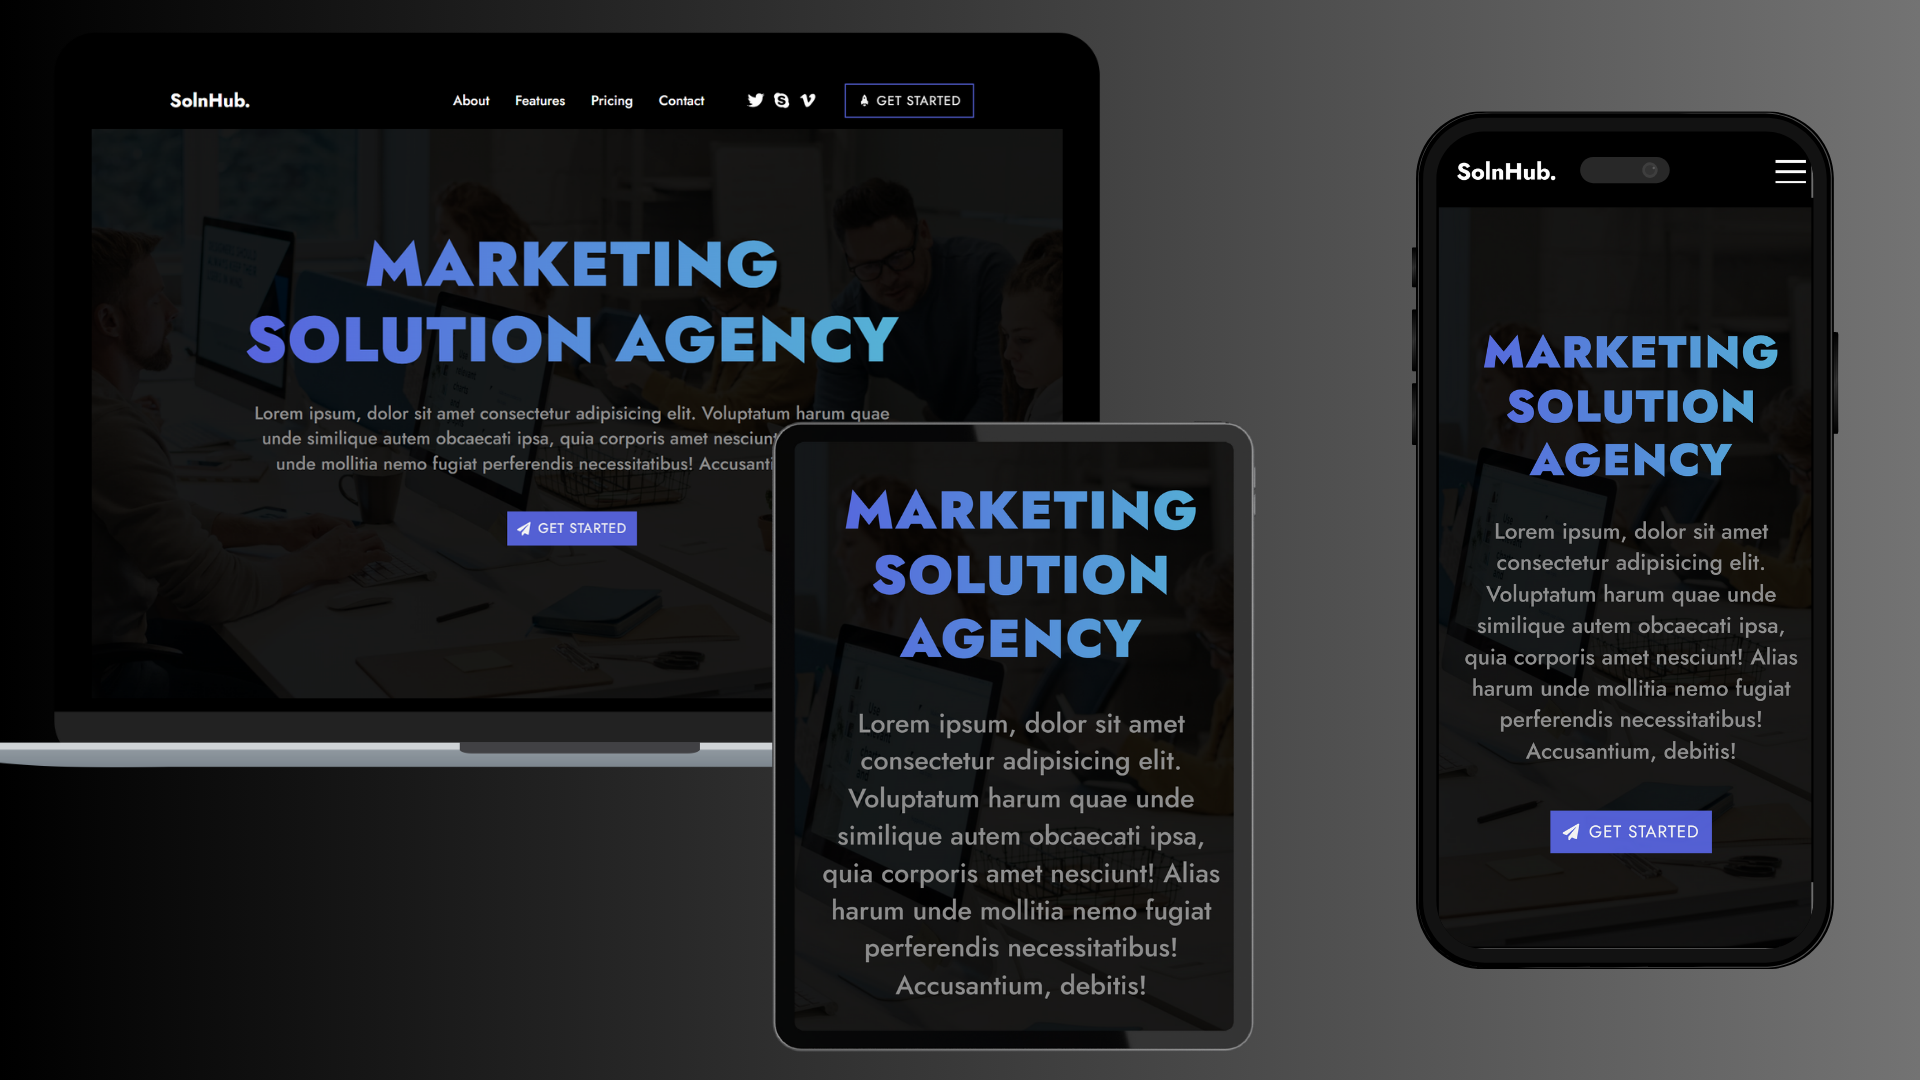 SolnHub.
About Features Pricing Contact
GET STARTED
MARKETING
SOLUTION AGENCY
Lorem ipsum, dolor sit amet consectetur adipisicing elit. Voluptatum harum quae
unde similique autem obcaecati ipsa, quia corporis amet nesciunt
unde mollitia nemo fugiat perferendis necessitatibus! Accusanti
GET STARTED
MARKETING
SOLUTION
AGENCY
Lorem ipsum, dolor sit amet
consectetur adipisicing elit.
Voluptatum harum quae unde
similique autem obcaecati ipsa,
quia corporis amet nesciunt! Alias
harum unde mollitia nemo fugiat
perferendis necessitatibus!
Accusantium, debitis!
SolnHub.
MARKETING
SOLUTION
AGENCY
Lorem ipsum, dolor sit amet
consectetur adipisicing elit.
Voluptatum harum quae unde
similique autem obcaecati ipsa,
quia corporis amet nesciunt! Alias
harum unde mollitia nemo fugiat
perferendis necessitatibus!
Accusantium, debitis!
GET STARTED